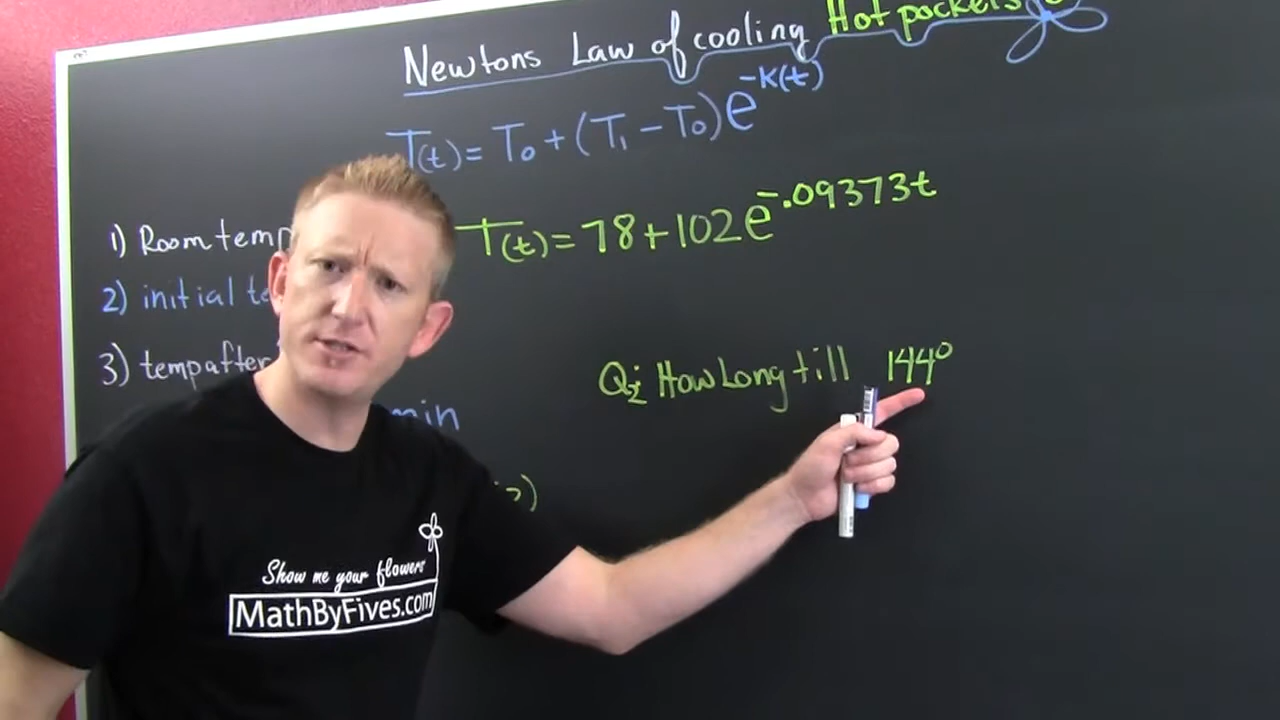 Newtons Law of cooling Hot pockets
T(t) = T₀ + (T₁ - T₀)e^-K(t)
T(t) = 78 + 102e^-.09373t
1) Room temp
2) initial
3) temp after
min
Q: How Long till 144°
Show me your flowers
MathByFives.com